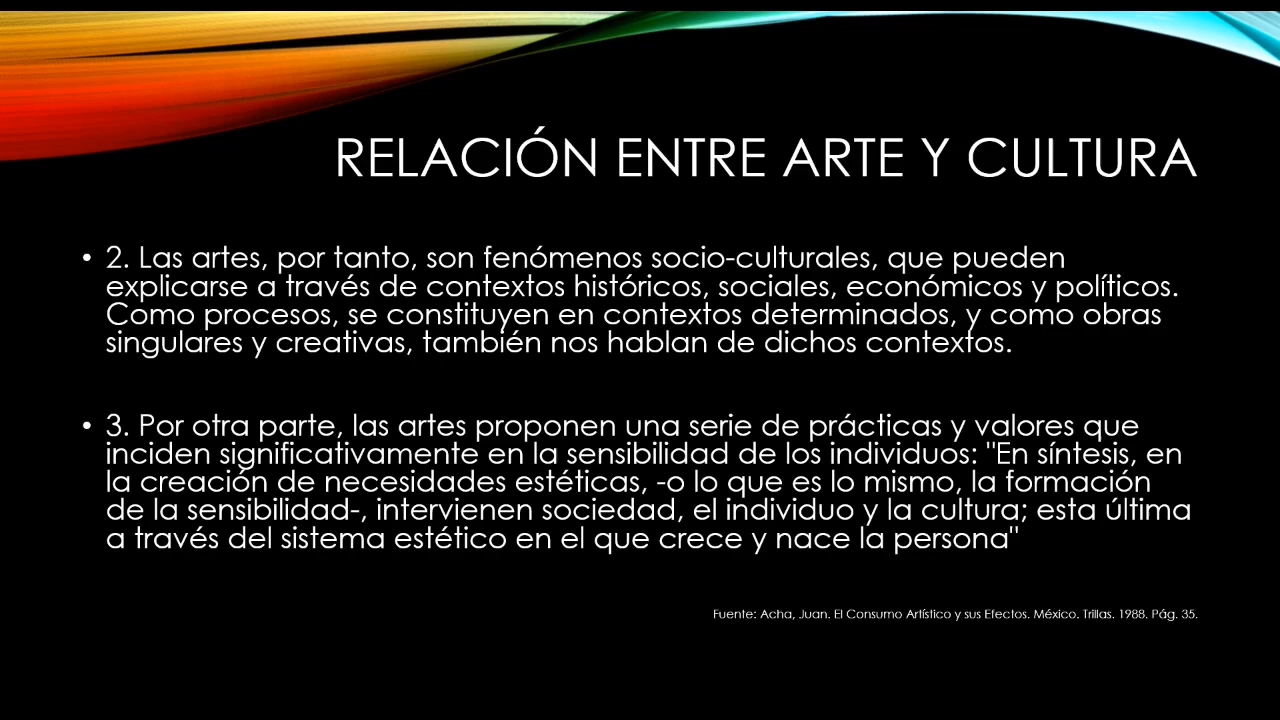 RELACIÓN ENTRE ARTE Y CULTURA
• 2. Las artes, por tanto, son fenómenos socio-culturales, que pueden
explicarse a través de contextos históricos, sociales, económicos y políticos.
Como procesos, se constituyen en contextos determinados, y como obras
singulares y creativas, también nos hablan de dichos contextos.
• 3. Por otra parte, las artes proponen una serie de prácticas y valores que
inciden significativamente en la sensibilidad de los individuos: "En síntesis, en
la creación de necesidades estéticas, -o lo que es lo mismo, la formación
de la sensibilidad-, intervienen sociedad, el individuo y la cultura; esta última
a través del sistema estético en el que crece y nace la persona"
Fuente: Acha, Juan. El Consumo Artístico y sus Efectos. México. Trillas. 1988. Pág. 35.